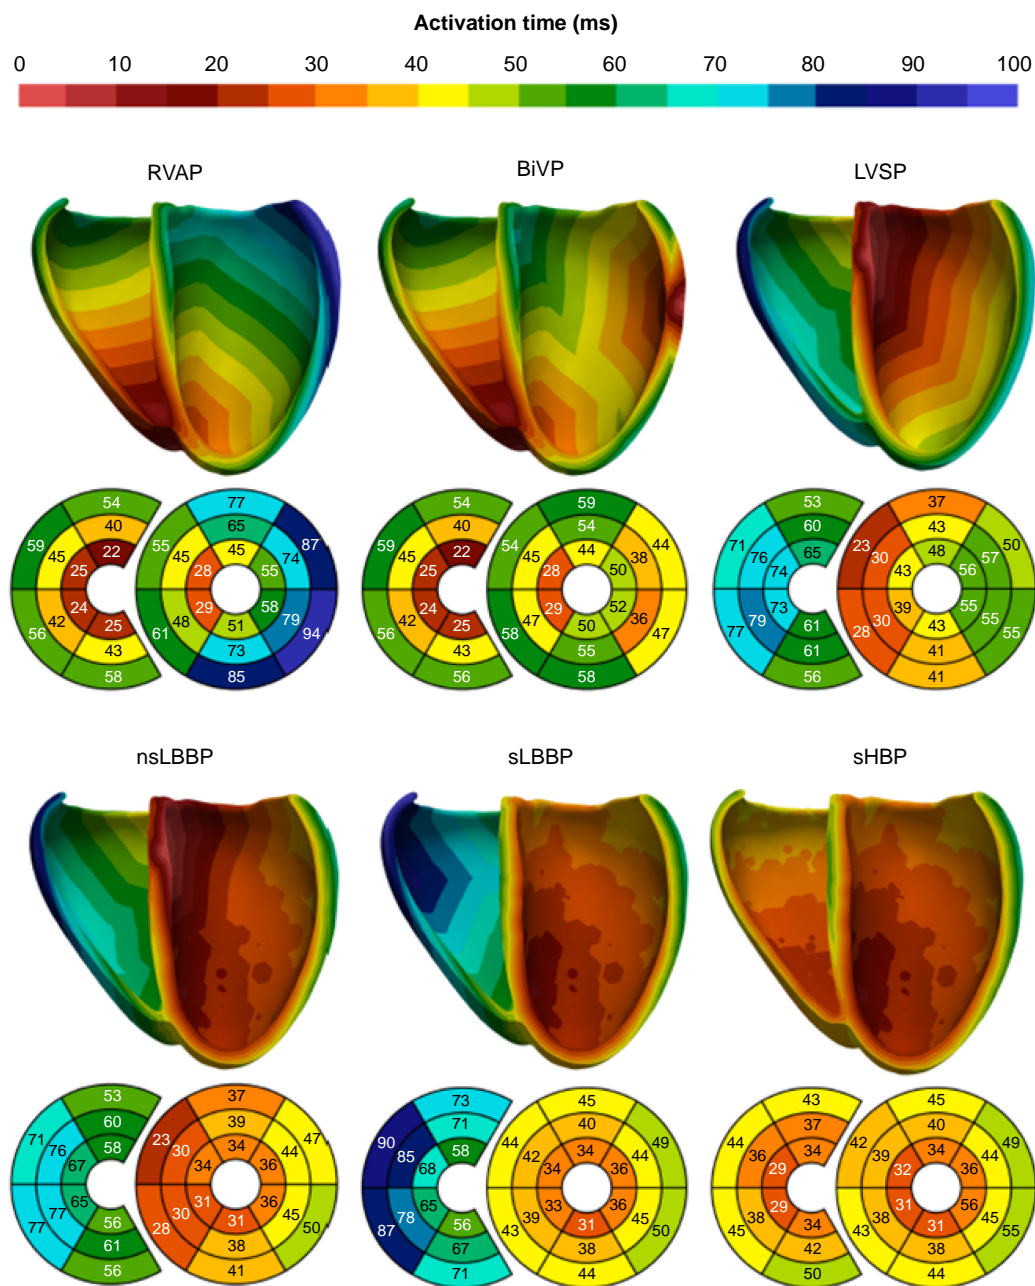 Activation time (ms)
0 10 20 30 40 50 60 70 80 90 100
RVAP BiVP LVSP
54 77 54 59 53 37
40 65 40 54 60 43
59 45 22 55 45 45 74 87 59 45 22 54 45 44 38 44 71 76 65 23 30 48 57 50
25 28 55 25 28 50 74 43 56
24 29 58 24 29 52 73 39 55
56 42 25 61 48 51 79 94 56 42 25 58 47 50 36 47 77 79 61 28 30 43 55 55
43 73 43 55 61 41
58 85 56 58 56 41
nsLBBP sLBBP sHBP
53 37 73 45 43 45
60 39 71 40 37 40
71 76 58 23 30 34 44 47 90 85 58 44 42 34 44 49 44 36 34 42 39 34 44 49
67 34 36 68 34 36 29 32 36
65 31 36 65 33 36 29 31 56
77 77 56 28 30 31 45 50 87 78 56 43 39 31 45 50 45 38 34 41 38 31 45 55
61 38 67 38 42 38
56 41 71 44 50 44